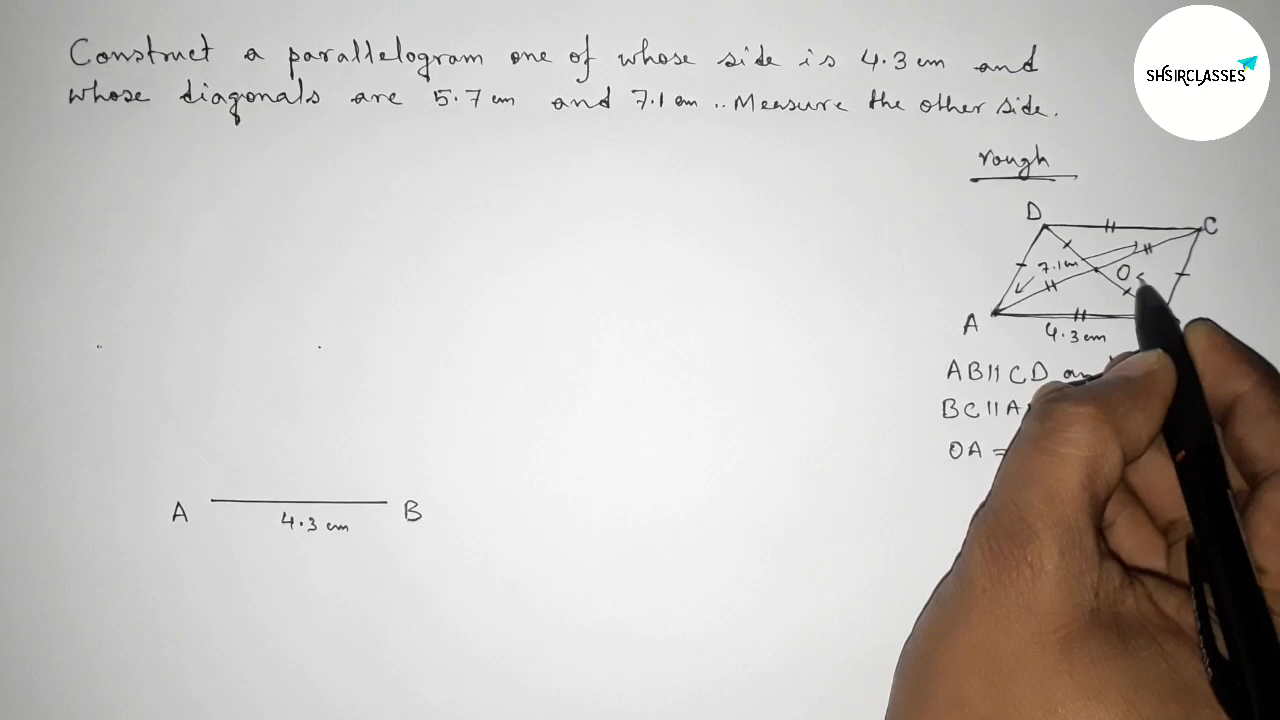 Construct a parallelogram one of whose side is 4.3 cm and
whose diagonals are 5.7 cm and 7.1 cm .. Measure the other side.
SHSIRCLASSES
rough
D
C
7.1 cm
O
A
4.3 cm
AB || CD
BC || A
OA =
A
4.3 cm
B